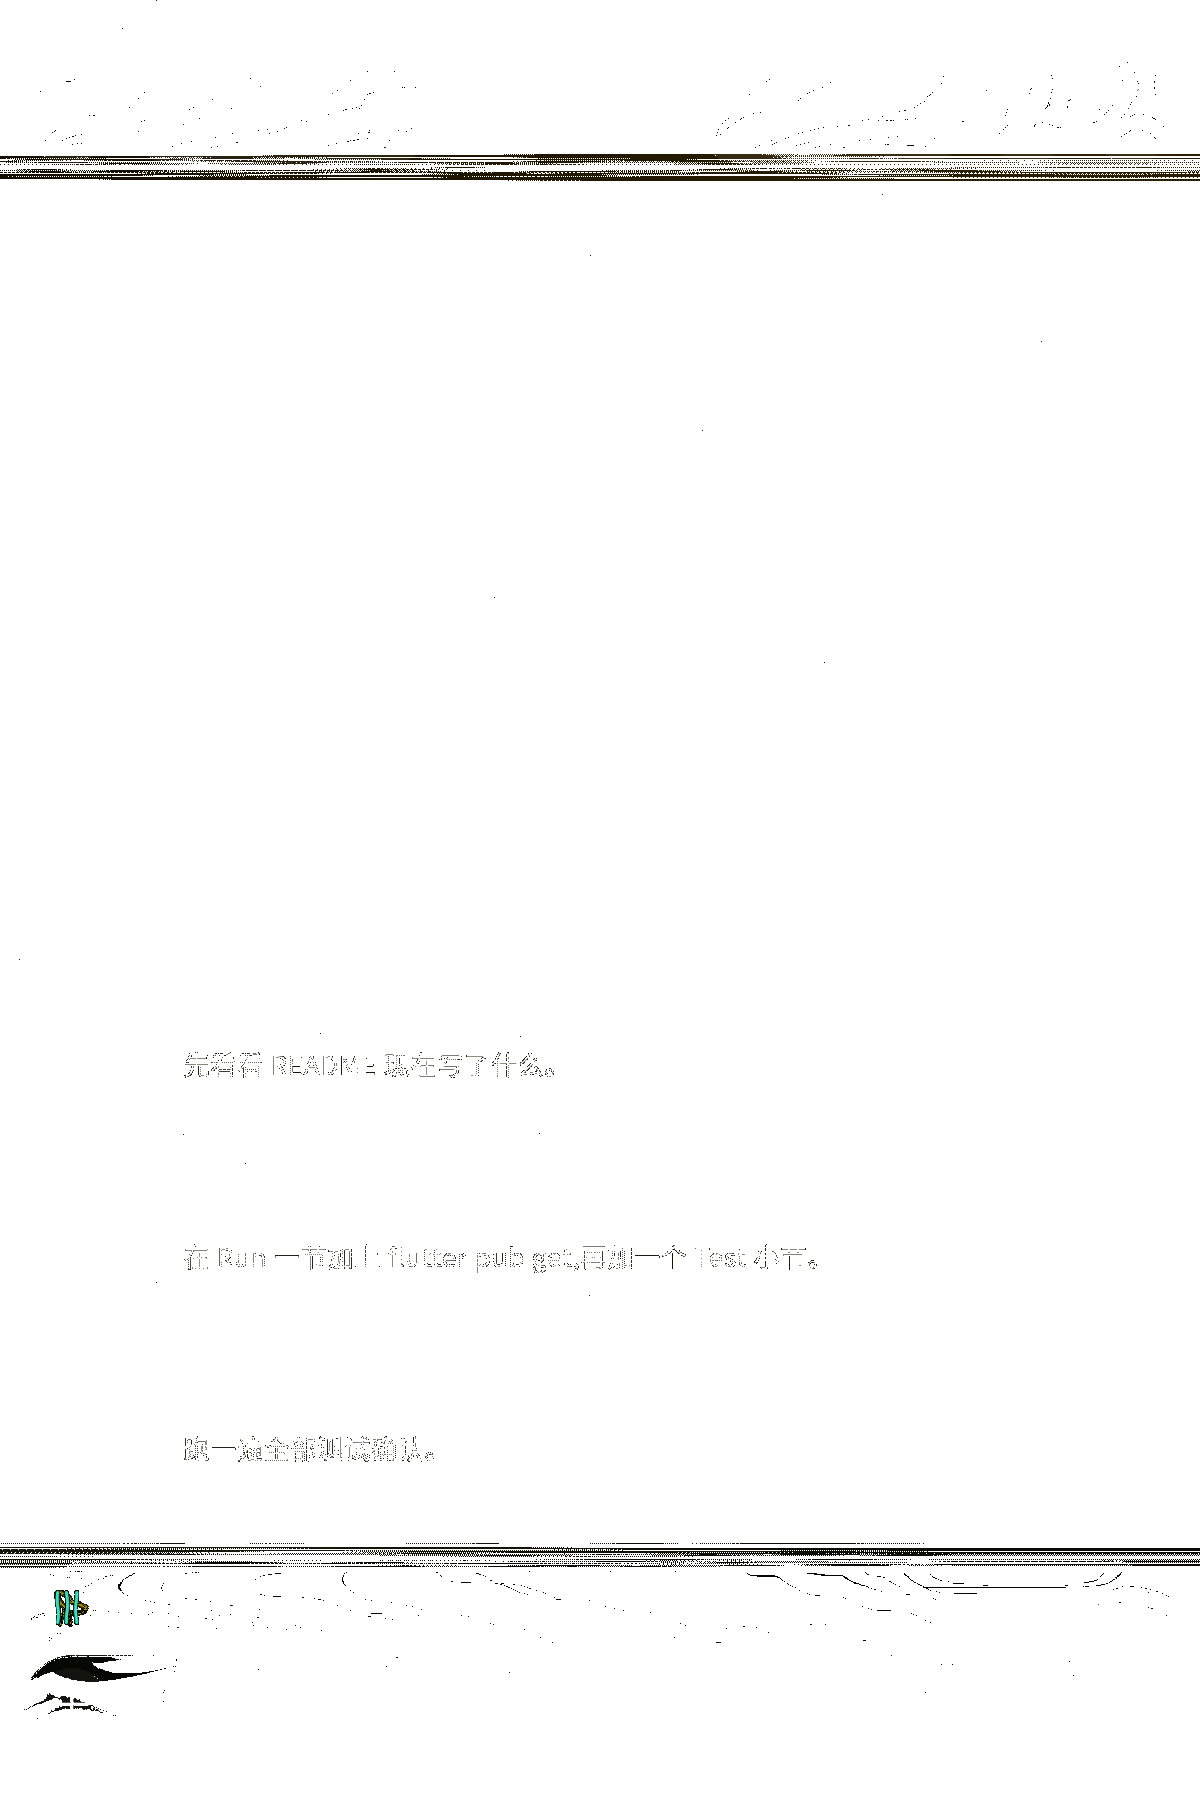 先看看 README 现在写了什么。
在 Run 一节加上 flutter pub get,再加一个 Test 小节。
跑一遍全部测试确认。